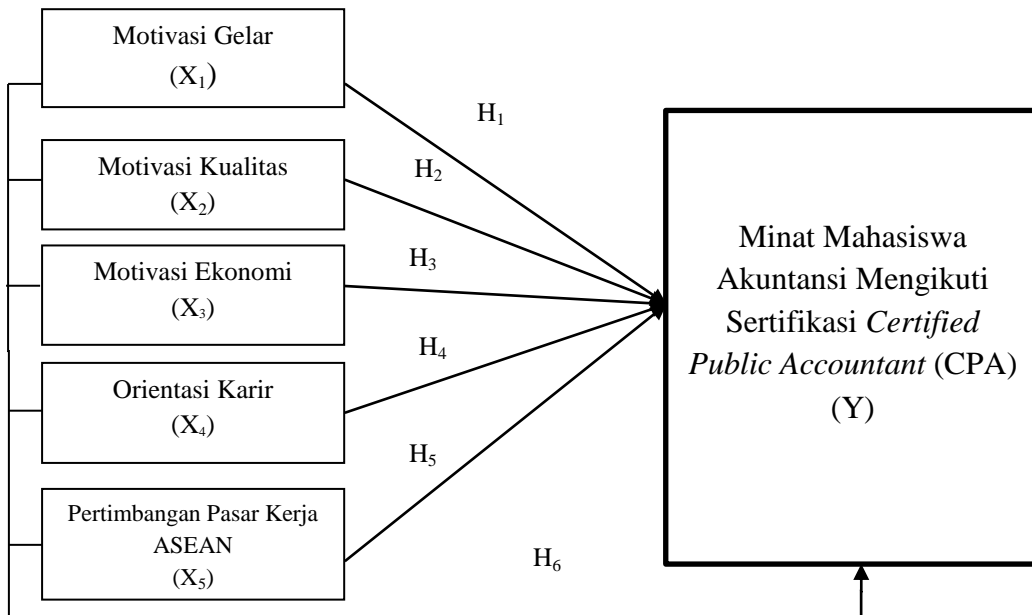 Motivasi Gelar
(X₁)
H₁
Motivasi Kualitas
(X₂)
H₂
Motivasi Ekonomi
(X₃)
H₃
Orientasi Karir
(X₄)
H₄
Pertimbangan Pasar Kerja
ASEAN
(X₅)
H₅
H₆
Minat Mahasiswa
Akuntansi Mengikuti
Sertifikasi Certified
Public Accountant (CPA)
(Y)